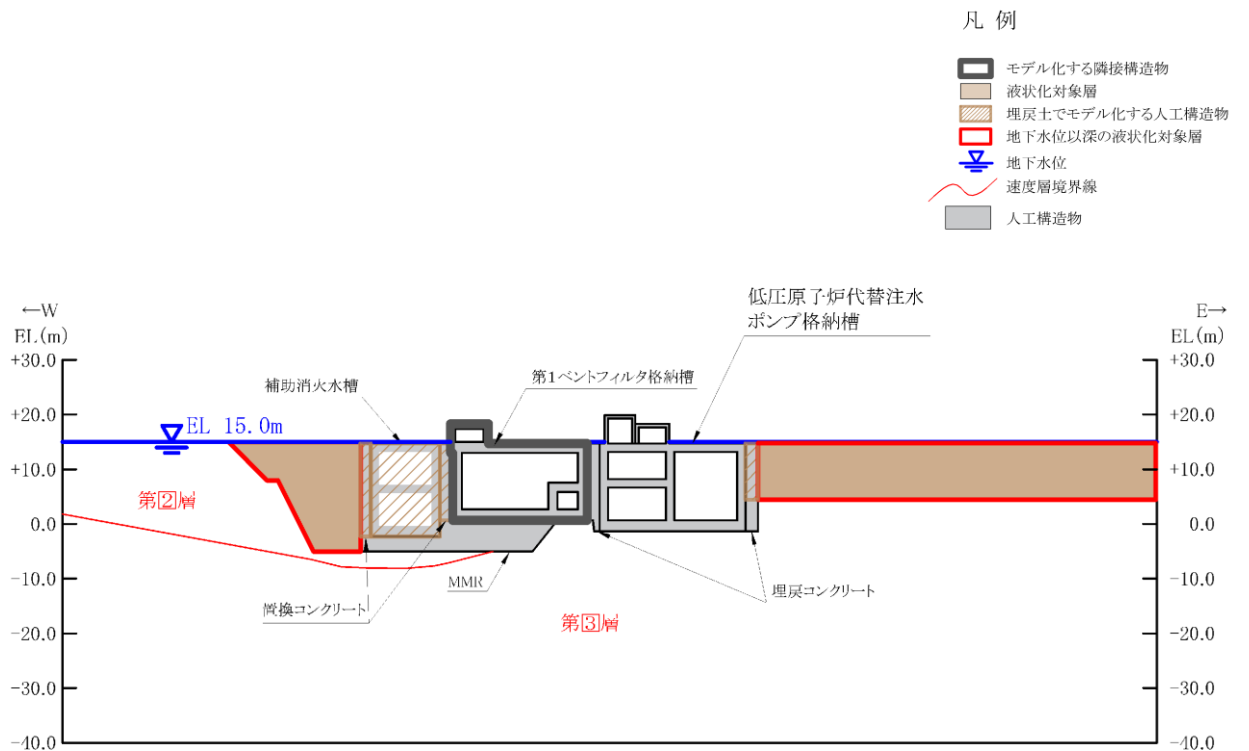 凡 例
モデル化する隣接構造物
液状化対象層
埋戻土でモデル化する人工構造物
地下水位以深の液状化対象層
地下水位
速度層境界線
人工構造物
←W
EL(m)
低圧原子炉代替注水
ポンプ格納槽
E→
EL(m)
+30.0
+20.0
+10.0
0.0
-10.0
-20.0
-30.0
-40.0
補助消火水槽
第1ベントフィルタ格納槽
EL 15.0m
第2層
置換コンクリート
MMR
埋戻コンクリート
第3層
+30.0
+20.0
+10.0
0.0
-10.0
-20.0
-30.0
-40.0